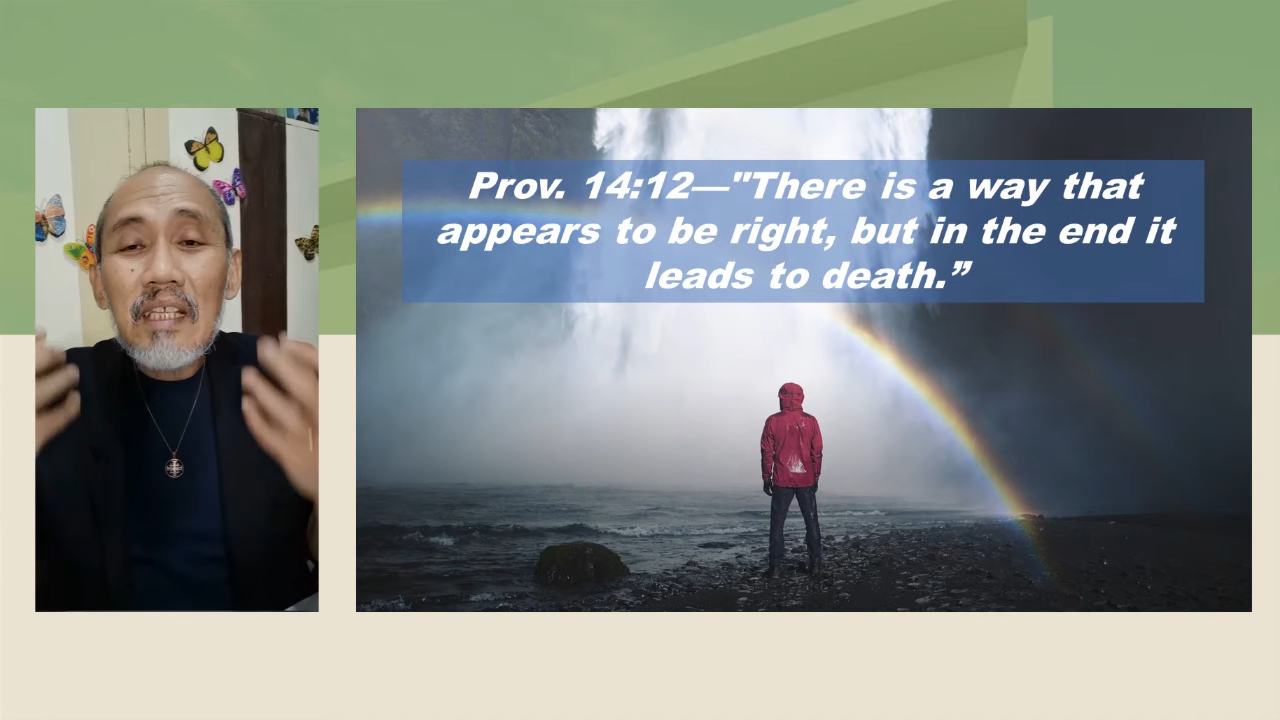 Prov. 14:12—"There is a way that
appears to be right, but in the end it
leads to death.”